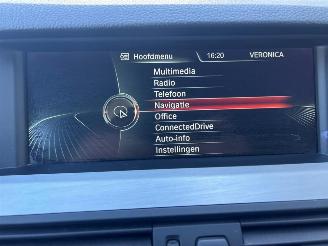 Hoofdmenu 16:20 VERONICA
Multimedia
Radio
Telefoon
Navigatie
Office
ConnectedDrive
Auto-info
Instellingen